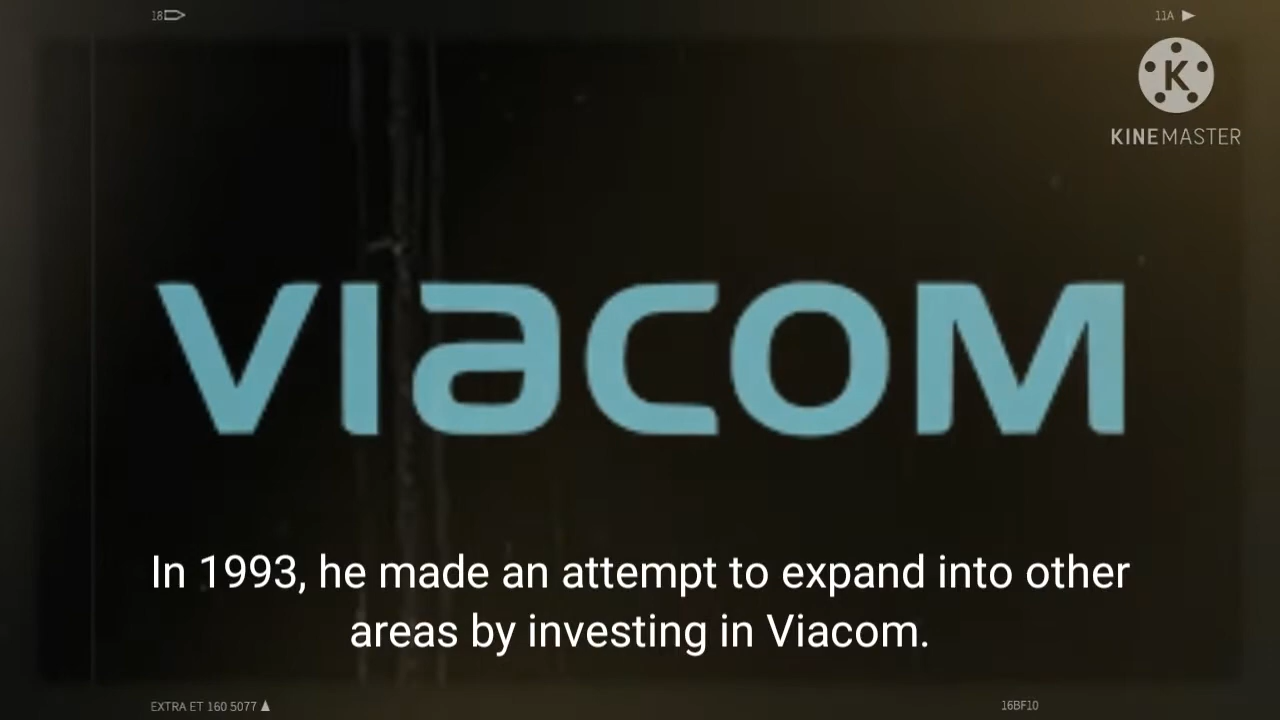 18
11A
K
KINEMASTER
VIACOM
In 1993, he made an attempt to expand into other
areas by investing in Viacom.
EXTRA ET 160 5077
16BF10